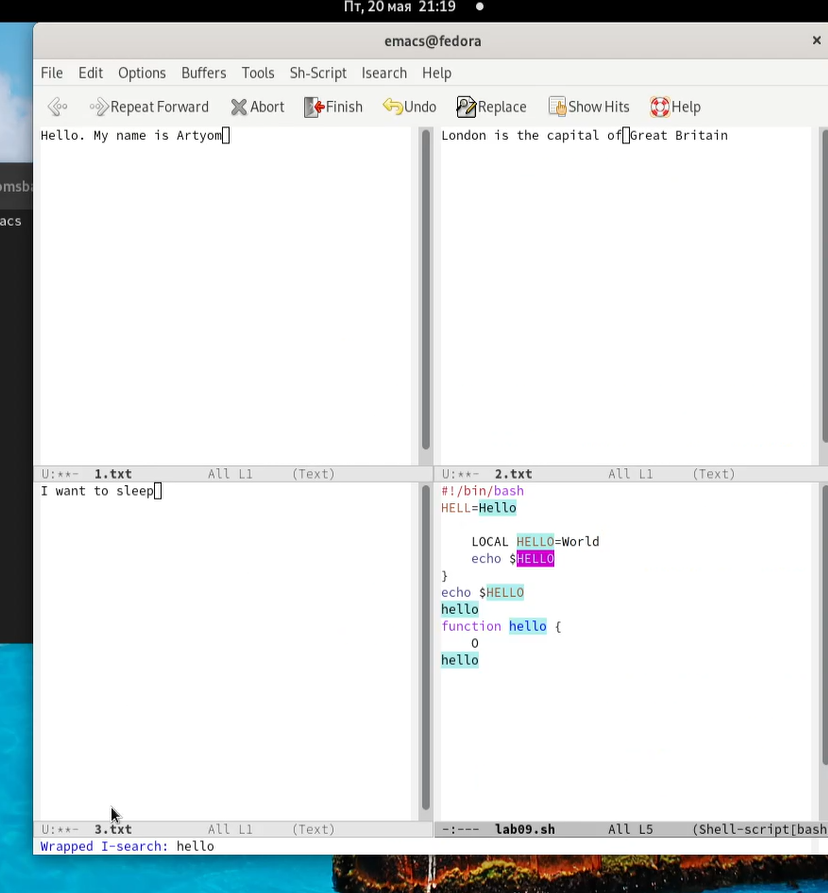 Пт, 20 мая 21:19
emacs@fedora
File Edit Options Buffers Tools Sh-Script Isearch Help
Repeat Forward Abort Finish Undo Replace Show Hits Help
acs
Hello. My name is Artyom
U:**- 1.txt All L1 (Text)
London is the capital of Great Britain
U:**- 2.txt All L1 (Text)
I want to sleep
U:**- 3.txt All L1 (Text)
#!/bin/bash
HELL=Hello
LOCAL HELLO=World
echo $HELLO
}
echo $HELLO
hello
function hello {
O
hello
-:--- lab09.sh All L5 (Shell-script[bash
Wrapped I-search: hello